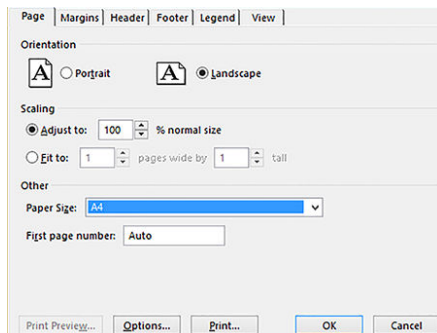 Page Margins Header Footer Legend View
Orientation
A Portrait A Landscape
Scaling
Adjust to: 100 % normal size
Fit to: 1 pages wide by 1 tall
Other
Paper Size: A4
First page number: Auto
Print Preview... Options... Print... OK Cancel